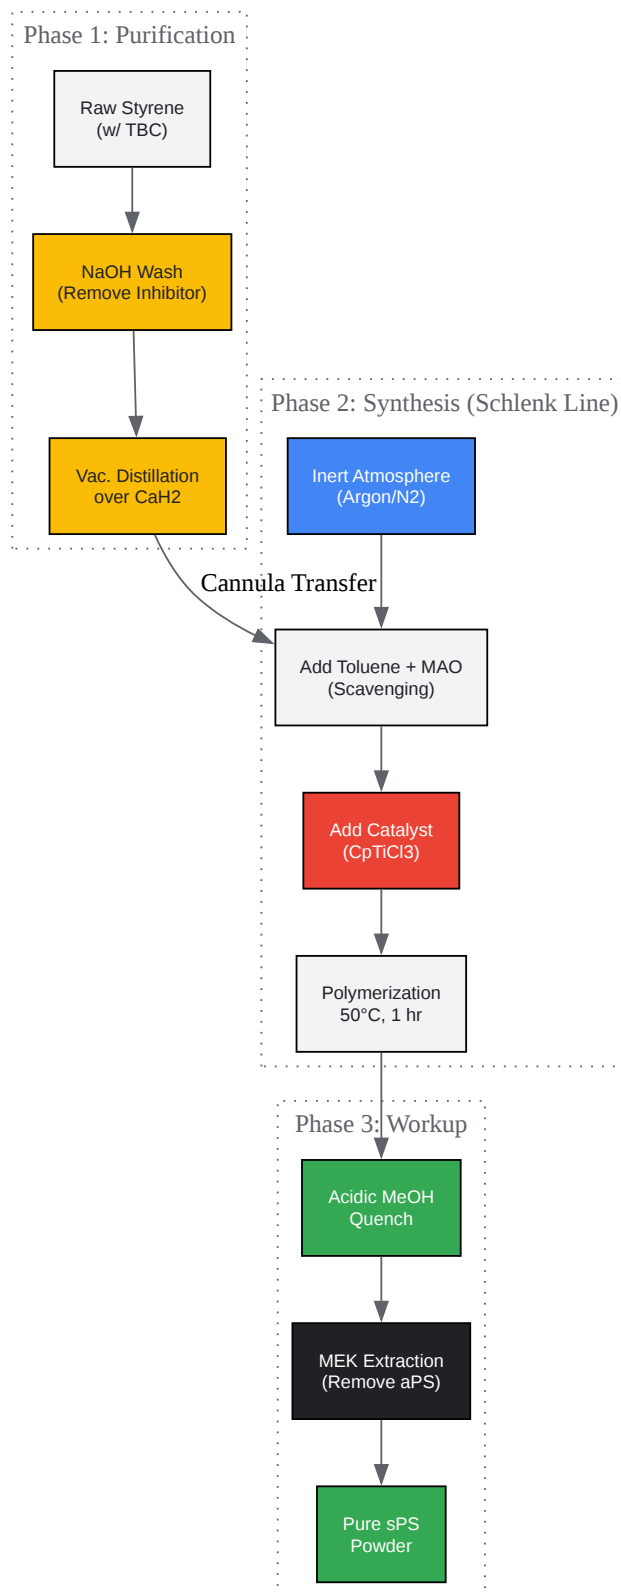 Phase 1: Purification
Raw Styrene
(w/ TBC)
NaOH Wash
(Remove Inhibitor)
Vac. Distillation
over CaH2
Phase 2: Synthesis (Schlenk Line)
Inert Atmosphere
(Argon/N2)
Cannula Transfer
Add Toluene + MAO
(Scavenging)
Add Catalyst
(CpTiCl3)
Polymerization
50°C, 1 hr
Phase 3: Workup
Acidic MeOH
Quench
MEK Extraction
(Remove aPS)
Pure sPS
Powder